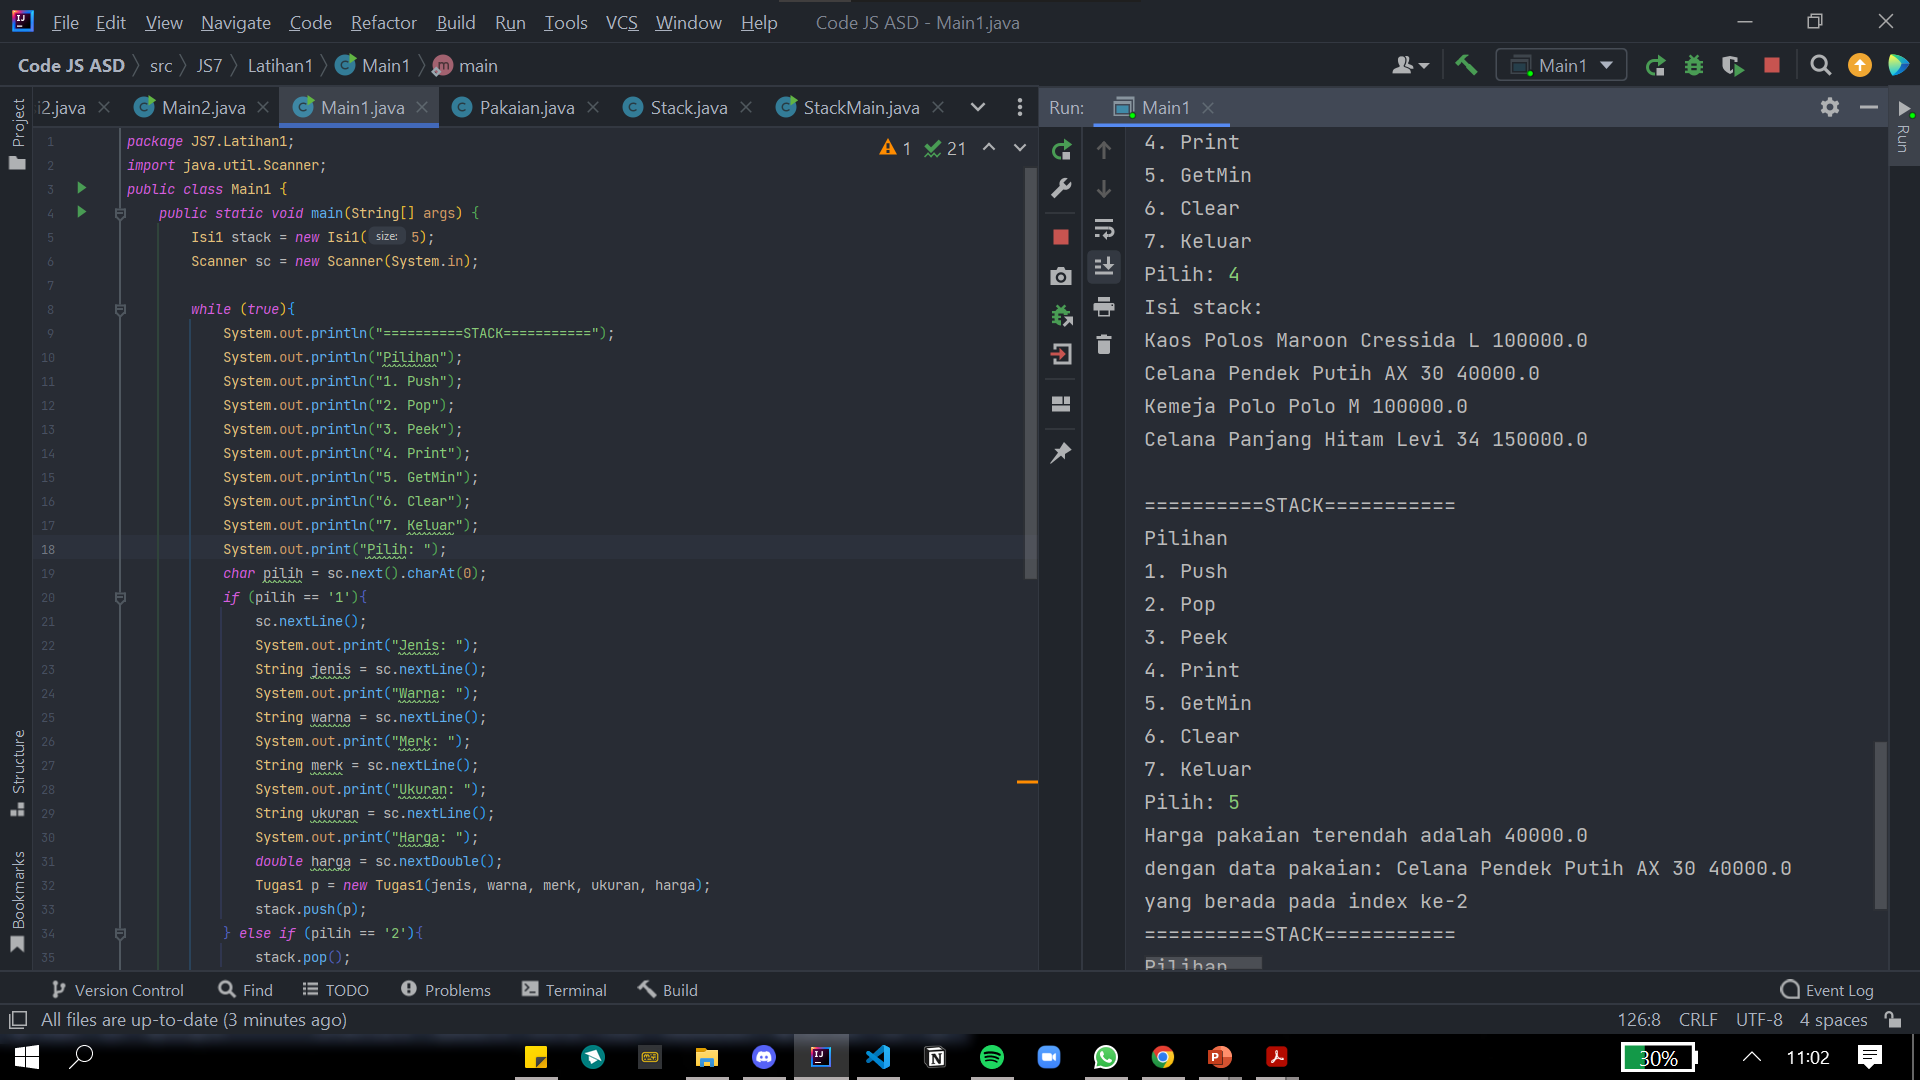 File Edit View Navigate Code Refactor Build Run Tools VCS Window Help Code JS ASD - Main1.java
Code JS ASD src JS7 Latihan1 Main1 main Main1
i2.java Main2.java Main1.java Pakaian.java Stack.java StackMain.java
Project
Structure
Bookmarks
1 21
1 package JS7.Latihan1;
2 import java.util.Scanner;
3 public class Main1 {
4 public static void main(String[] args) {
5 Isi1 stack = new Isi1( size: 5);
6 Scanner sc = new Scanner(System.in);
7
8 while (true){
9 System.out.println("==========STACK===========");
10 System.out.println("Pilihan");
11 System.out.println("1. Push");
12 System.out.println("2. Pop");
13 System.out.println("3. Peek");
14 System.out.println("4. Print");
15 System.out.println("5. GetMin");
16 System.out.println("6. Clear");
17 System.out.println("7. Keluar");
18 System.out.print("Pilih: ");
19 char pilih = sc.next().charAt(0);
20 if (pilih == '1'){
21 sc.nextLine();
22 System.out.print("Jenis: ");
23 String jenis = sc.nextLine();
24 System.out.print("Warna: ");
25 String warna = sc.nextLine();
26 System.out.print("Merk: ");
27 String merk = sc.nextLine();
28 System.out.print("Ukuran: ");
29 String ukuran = sc.nextLine();
30 System.out.print("Harga: ");
31 double harga = sc.nextDouble();
32 Tugas1 p = new Tugas1(jenis, warna, merk, ukuran, harga);
33 stack.push(p);
34 } else if (pilih == '2'){
35 stack.pop();
Run: Main1
Run
4. Print
5. GetMin
6. Clear
7. Keluar
Pilih: 4
Isi stack:
Kaos Polos Maroon Cressida L 100000.0
Celana Pendek Putih AX 30 40000.0
Kemeja Polo Polo M 100000.0
Celana Panjang Hitam Levi 34 150000.0
==========STACK===========
Pilihan
1. Push
2. Pop
3. Peek
4. Print
5. GetMin
6. Clear
7. Keluar
Pilih: 5
Harga pakaian terendah adalah 40000.0
dengan data pakaian: Celana Pendek Putih AX 30 40000.0
yang berada pada index ke-2
==========STACK===========
Pilihan
Version Control Find TODO Problems Terminal Build Event Log
All files are up-to-date (3 minutes ago) 126:8 CRLF UTF-8 4 spaces
30% 11:02